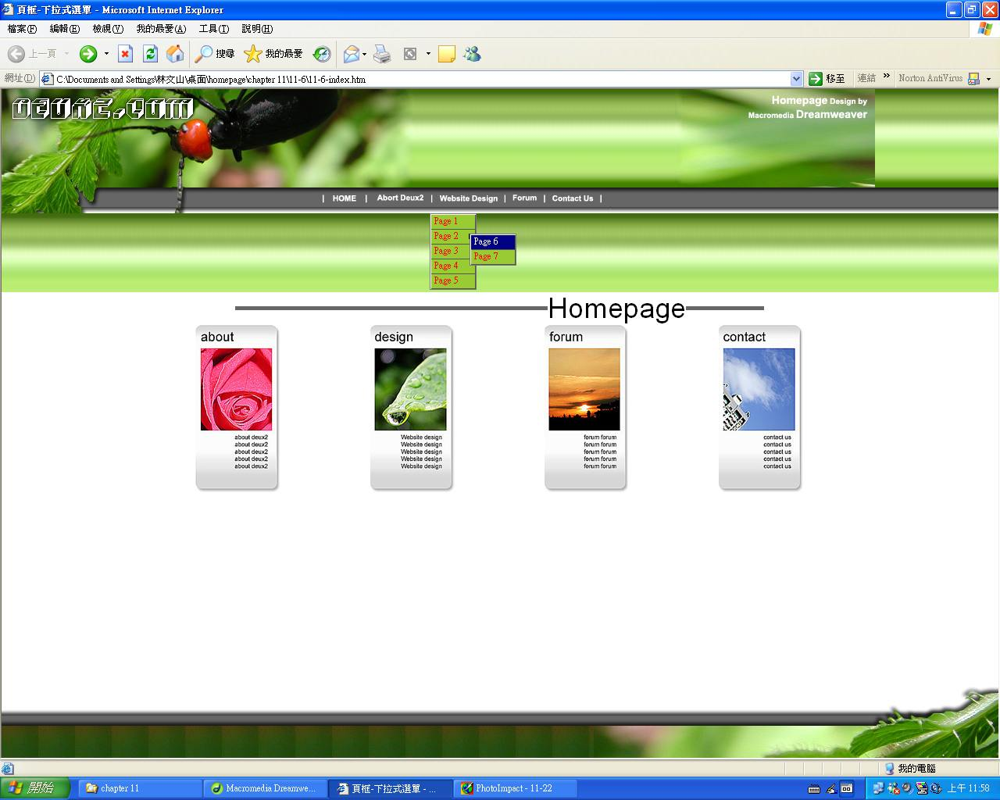 頁框-下拉式選單 - Microsoft Internet Explorer
檔案(F) 編輯(E) 檢視(V) 我的最愛(A) 工具(T) 說明(H)
上一頁 搜尋 我的最愛
網址(D) C:\Documents and Settings\林文山\桌面\homepage\chapter 11\11-6\11-6-index.htm 移至 連結 » Norton AntiVirus
DEUX2.COM
Homepage Design by
Macromedia Dreamweaver
| HOME | Abort Deux2 | Website Design | Forum | Contact Us |
Page 1
Page 2
Page 3
Page 4
Page 5
Page 6
Page 7
Homepage
about
about deux2
about deux2
about deux2
about deux2
about deux2
design
Website design
Website design
Website design
Website design
Website design
forum
forum forum
forum forum
forum forum
forum forum
forum forum
contact
contact us
contact us
contact us
contact us
contact us
我的電腦
開始 chapter 11 Macromedia Dreamwe... 頁框-下拉式選單 - ... PhotoImpact - 11-22 上午 11:58